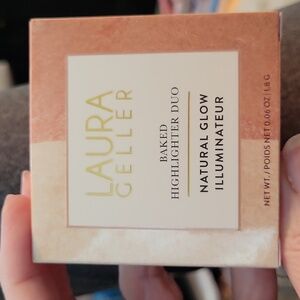 LAURA
GELLER
BAKED
HIGHLIGHTER DUO
NATURAL GLOW
ILLUMINATEUR
NET WT. / POIDS NET 0.06 OZ | 1.8 G